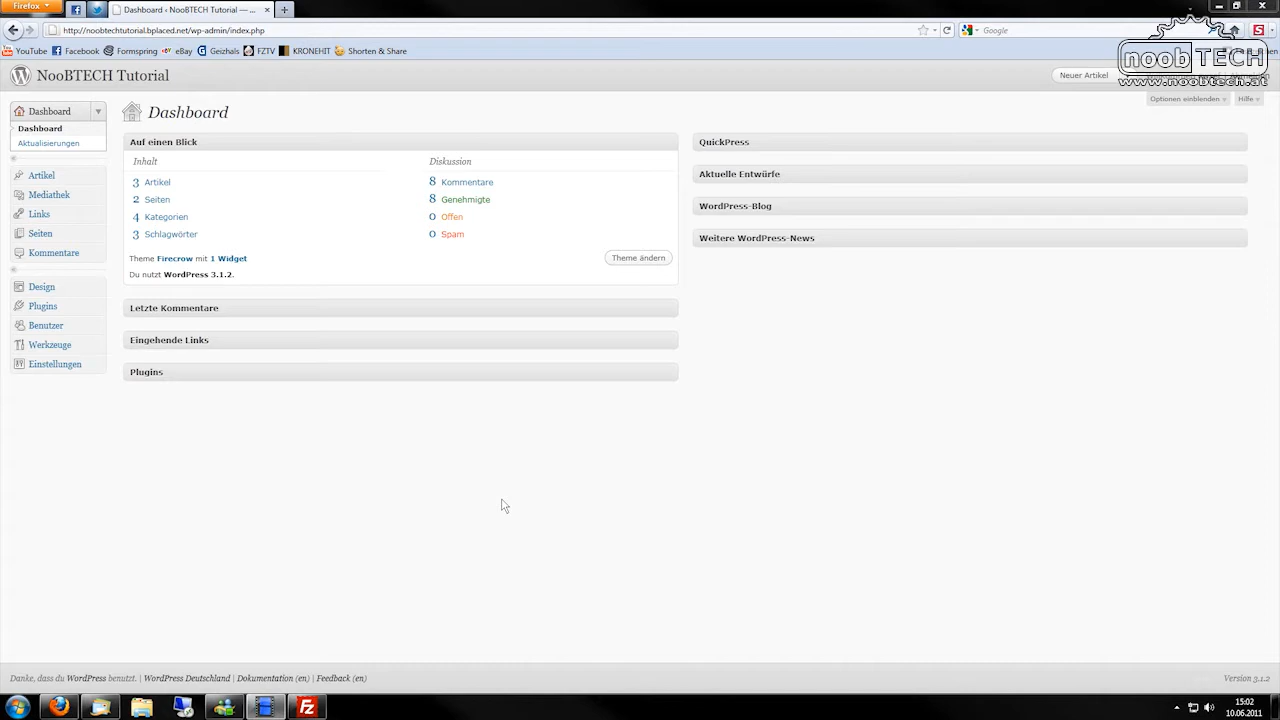 Firefox
Dashboard ‹ NooBTECH Tutorial — ...
http://noobtechtutorial.bplaced.net/wp-admin/index.php
Google
YouTube Facebook Formspring eBay Geizhals FZTV KRONEHIT Shorten & Share
noob TECH
www.noobtech.at
NooBTECH Tutorial
Neuer Artikel
Optionen einblenden Hilfe
Dashboard
Dashboard
Aktualisierungen
Artikel
Mediathek
Links
Seiten
Kommentare
Design
Plugins
Benutzer
Werkzeuge
Einstellungen
Dashboard
Auf einen Blick
Inhalt Diskussion
3 Artikel 8 Kommentare
2 Seiten 8 Genehmigte
4 Kategorien 0 Offen
3 Schlagwörter 0 Spam
Theme Firecrow mit 1 Widget Theme ändern
Du nutzt WordPress 3.1.2.
Letzte Kommentare
Eingehende Links
Plugins
QuickPress
Aktuelle Entwürfe
WordPress-Blog
Weitere WordPress-News
Danke, dass du WordPress benutzt. | WordPress Deutschland | Dokumentation (en) | Feedback (en)
Version 3.1.2
15:02
10.06.2011